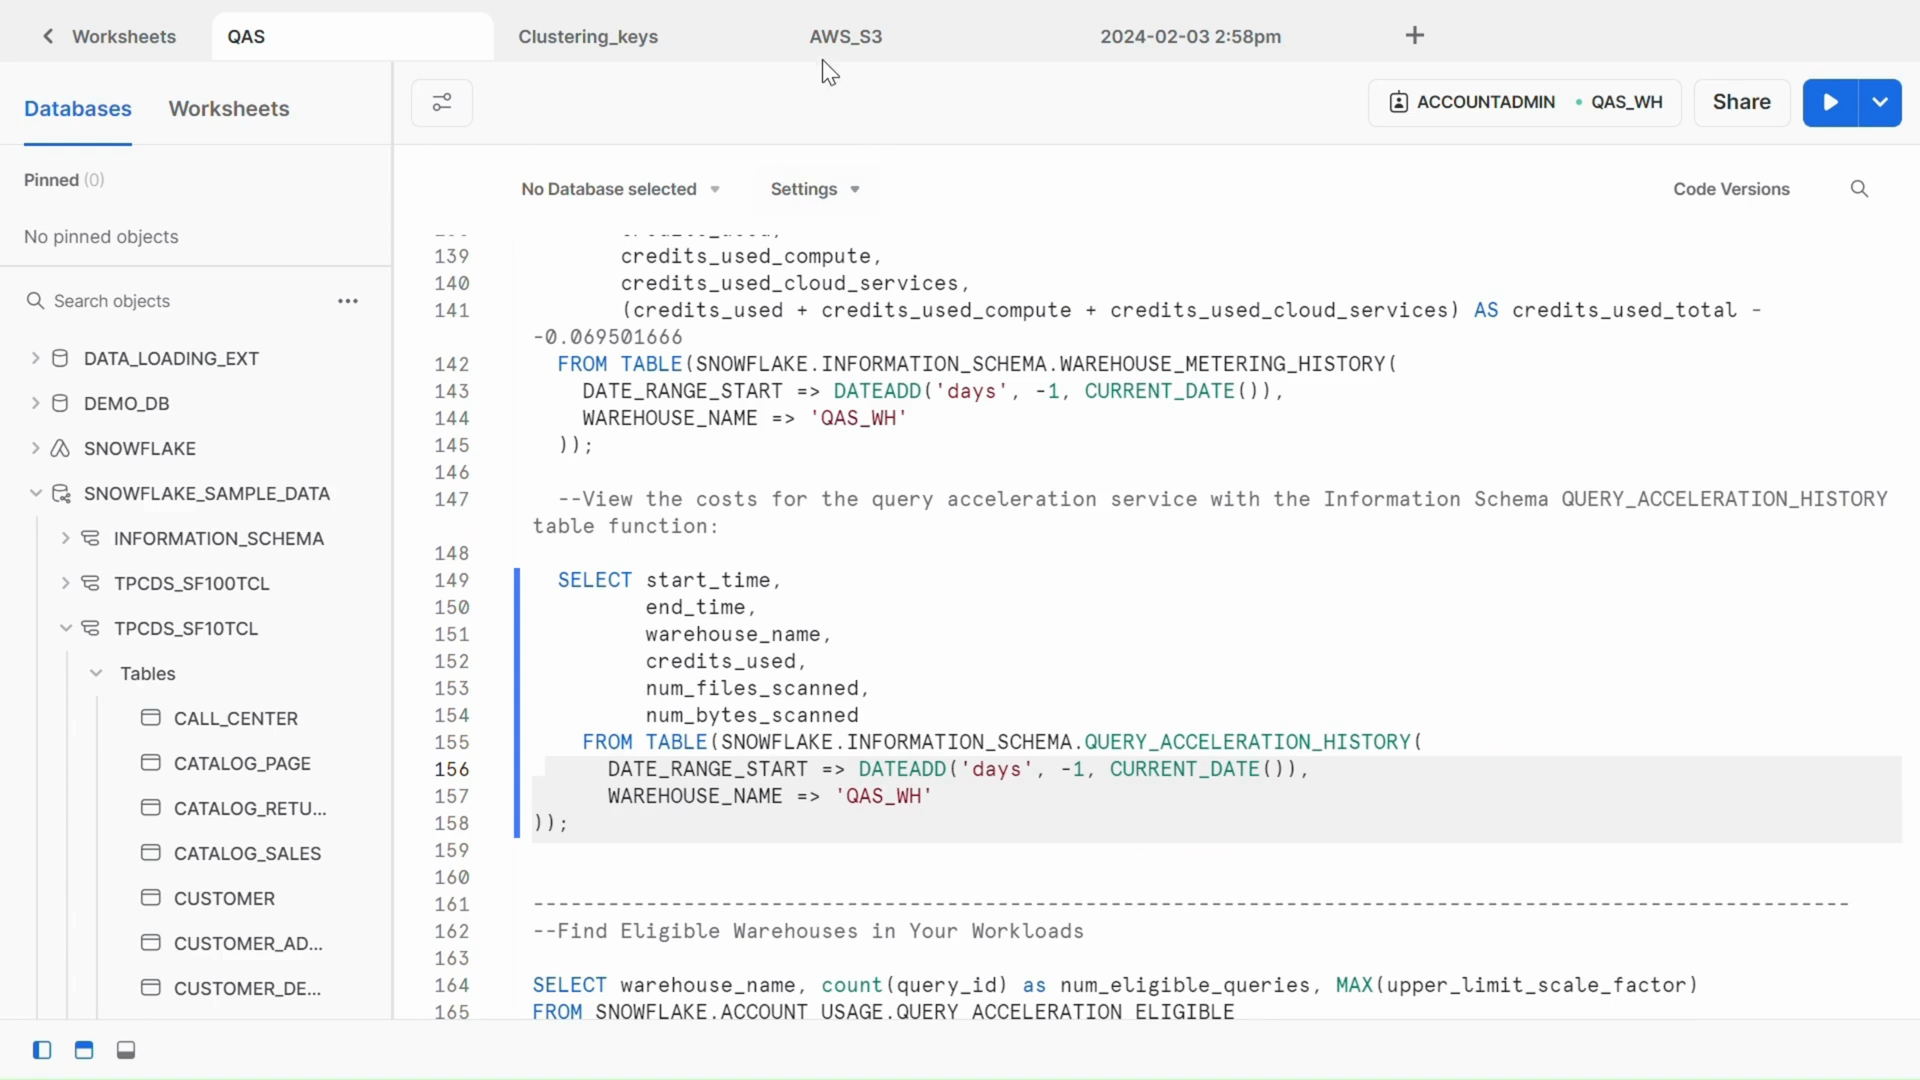 Worksheets
QAS
Clustering_keys
AWS_S3
2024-02-03 2:58pm
Databases
Worksheets
ACCOUNTADMIN
QAS_WH
Share
Pinned (0)
No pinned objects
Search objects
DATA_LOADING_EXT
DEMO_DB
SNOWFLAKE
SNOWFLAKE_SAMPLE_DATA
INFORMATION_SCHEMA
TPCDS_SF100TCL
TPCDS_SF10TCL
Tables
CALL_CENTER
CATALOG_PAGE
CATALOG_RETU...
CATALOG_SALES
CUSTOMER
CUSTOMER_AD...
CUSTOMER_DE...
No Database selected
Settings
Code Versions
139 credits_used_compute,
140 credits_used_cloud_services,
141 (credits_used + credits_used_compute + credits_used_cloud_services) AS credits_used_total -
-0.069501666
142 FROM TABLE(SNOWFLAKE.INFORMATION_SCHEMA.WAREHOUSE_METERING_HISTORY(
143 DATE_RANGE_START => DATEADD('days', -1, CURRENT_DATE()),
144 WAREHOUSE_NAME => 'QAS_WH'
145 ));
146
147 --View the costs for the query acceleration service with the Information Schema QUERY_ACCELERATION_HISTORY
table function:
148
149 SELECT start_time,
150 end_time,
151 warehouse_name,
152 credits_used,
153 num_files_scanned,
154 num_bytes_scanned
155 FROM TABLE(SNOWFLAKE.INFORMATION_SCHEMA.QUERY_ACCELERATION_HISTORY(
156 DATE_RANGE_START => DATEADD('days', -1, CURRENT_DATE()),
157 WAREHOUSE_NAME => 'QAS_WH'
158 ));
159
160
161 ---------------------------------------------------------------------------------------------------------
162 --Find Eligible Warehouses in Your Workloads
163
164 SELECT warehouse_name, count(query_id) as num_eligible_queries, MAX(upper_limit_scale_factor)
165 FROM SNOWFLAKE.ACCOUNT_USAGE.QUERY_ACCELERATION_ELIGIBLE